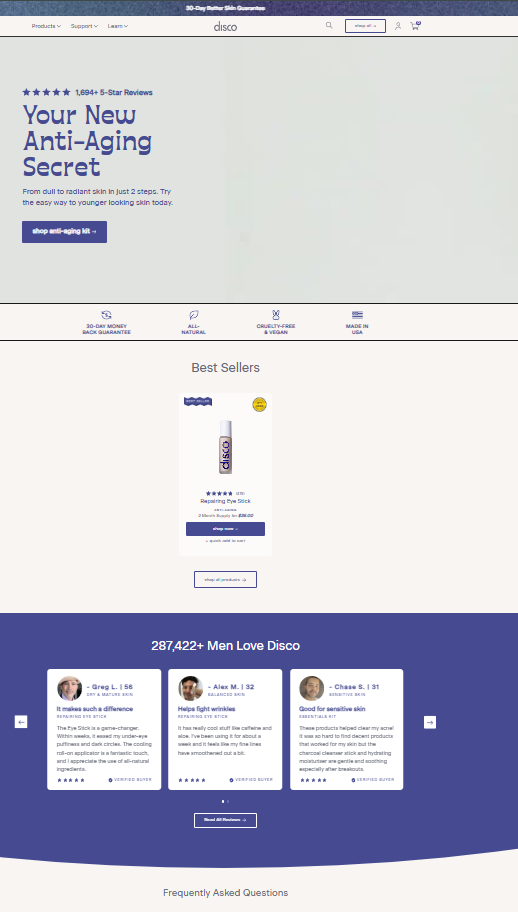 30-Day Better Skin Guarantee
Products Support Learn disco shop all → 0
1,694+ 5-Star Reviews
Your New
Anti-Aging
Secret
From dull to radiant skin in just 2 steps. Try
the easy way to younger looking skin today.
shop anti-aging kit →
30-DAY MONEY
BACK GUARANTEE
ALL-
NATURAL
CRUELTY-FREE
& VEGAN
MADE IN
USA
Best Sellers
BEST SELLER
disco
Repairing Eye Stick
ANTI-AGING
2 Month Supply for $36.00
shop now →
+ quick add to cart
shop all products →
287,422+ Men Love Disco
- Greg L. | 56
DRY & MATURE SKIN
It makes such a difference
REPAIRING EYE STICK
The Eye Stick is a game-changer.
Within weeks, it eased my under-eye
puffiness and dark circles. The cooling
roll-on applicator is a fantastic touch,
and I appreciate the use of all-natural
ingredients.
VERIFIED BUYER
- Alex M. | 32
BALANCED SKIN
Helps fight wrinkles
REPAIRING EYE STICK
It has really cool stuff like caffeine and
aloe. I've been using it for about a
week and it feels like my fine lines
have smoothened out a bit.
VERIFIED BUYER
- Chase S. | 31
SENSITIVE SKIN
Good for sensitive skin
ESSENTIALS KIT
These products helped clear my acne!
It was so hard to find decent products
that worked for my skin but the
charcoal cleanser stick and hydrating
moisturiser are gentle and soothing
especially after breakouts.
VERIFIED BUYER
Read All Reviews →
Frequently Asked Questions